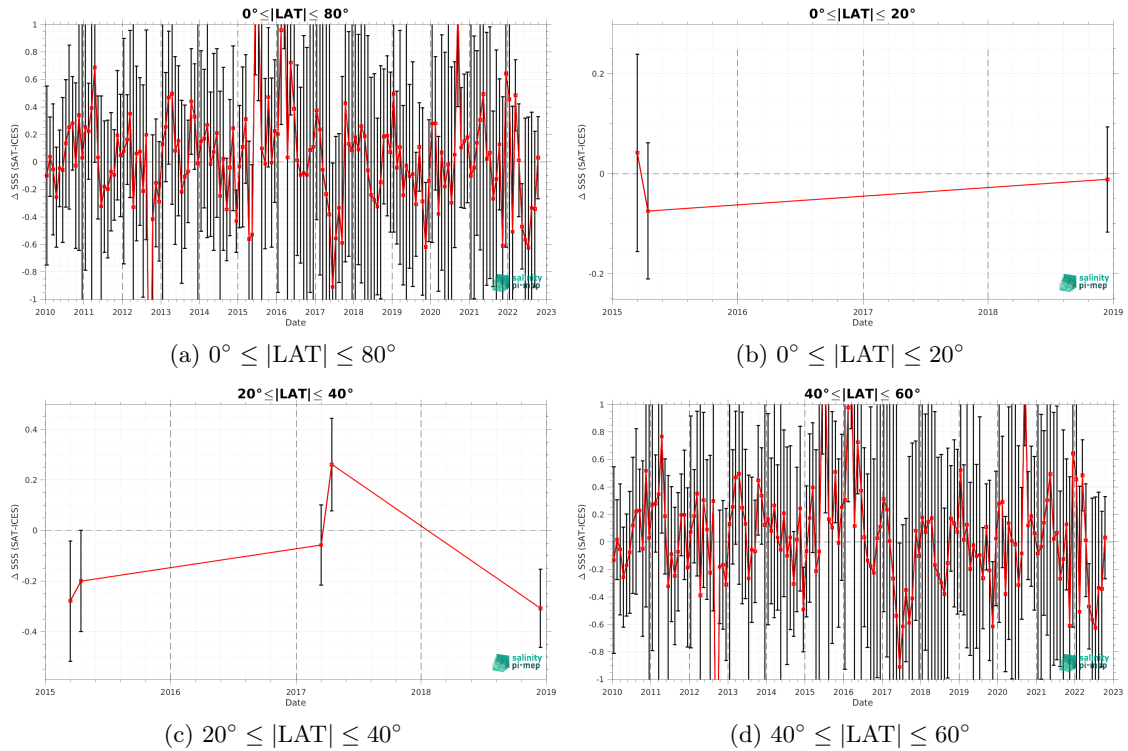 0°≤|LAT|≤ 80°
Δ SSS (SAT-ICES)
1
0.8
0.6
0.4
0.2
0
-0.2
-0.4
-0.6
-0.8
-1
2010 2011 2012 2013 2014 2015 2016 2017 2018 2019 2020 2021 2022 2023
Date
salinity
pi-mep
(a) 0° ≤ |LAT| ≤ 80°
0°≤|LAT|≤ 20°
Δ SSS (SAT-ICES)
0.2
0
-0.2
2015 2016 2017 2018 2019
Date
salinity
pi-mep
(b) 0° ≤ |LAT| ≤ 20°
20°≤|LAT|≤ 40°
Δ SSS (SAT-ICES)
0.4
0.2
0
-0.2
-0.4
2015 2016 2017 2018 2019
Date
salinity
pi-mep
(c) 20° ≤ |LAT| ≤ 40°
40°≤|LAT|≤ 60°
Δ SSS (SAT-ICES)
1
0.8
0.6
0.4
0.2
0
-0.2
-0.4
-0.6
-0.8
-1
2010 2011 2012 2013 2014 2015 2016 2017 2018 2019 2020 2021 2022 2023
Date
salinity
pi-mep
(d) 40° ≤ |LAT| ≤ 60°